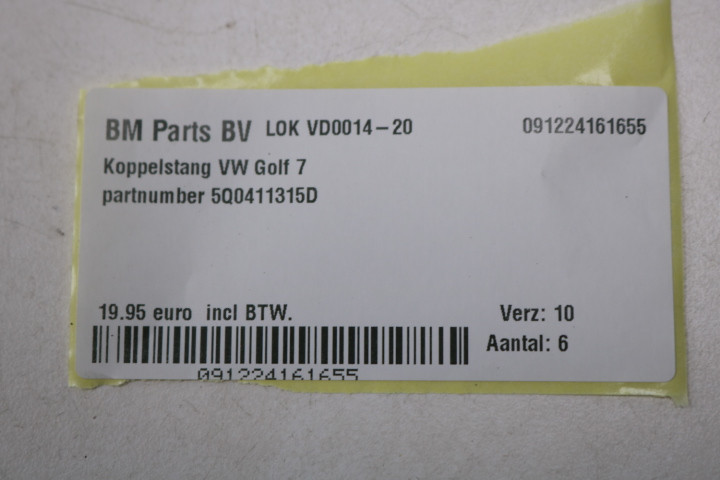 BM Parts BV LOK VD0014-20 091224161655
Koppelstang VW Golf 7
partnumber 5Q0411315D
19.95 euro incl BTW. Verz: 10
Aantal: 6
091224161655